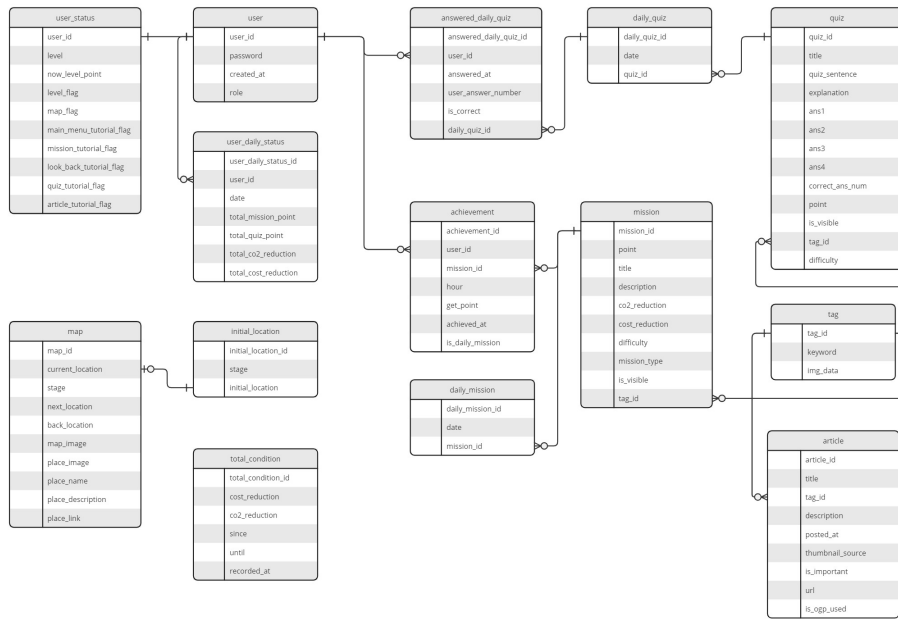 user_status
user_id
level
now_level_point
level_flag
map_flag
main_menu_tutorial_flag
mission_tutorial_flag
look_back_tutorial_flag
quiz_tutorial_flag
article_tutorial_flag
user
user_id
password
created_at
role
user_daily_status
user_daily_status_id
user_id
date
total_mission_point
total_quiz_point
total_co2_reduction
total_cost_reduction
answered_daily_quiz
answered_daily_quiz_id
user_id
answered_at
user_answer_number
is_correct
daily_quiz_id
daily_quiz
daily_quiz_id
date
quiz_id
quiz
quiz_id
title
quiz_sentence
explanation
ans1
ans2
ans3
ans4
correct_ans_num
point
is_visible
tag_id
difficulty
achievement
achievement_id
user_id
mission_id
hour
get_point
achieved_at
is_daily_mission
mission
mission_id
point
title
description
co2_reduction
cost_reduction
difficulty
mission_type
is_visible
tag_id
tag
tag_id
keyword
img_data
map
map_id
current_location
stage
next_location
back_location
map_image
place_image
place_name
place_description
place_link
initial_location
initial_location_id
stage
initial_location
daily_mission
daily_mission_id
date
mission_id
total_condition
total_condition_id
cost_reduction
co2_reduction
since
until
recorded_at
article
article_id
title
tag_id
description
posted_at
thumbnail_source
is_important
url
is_ogp_used